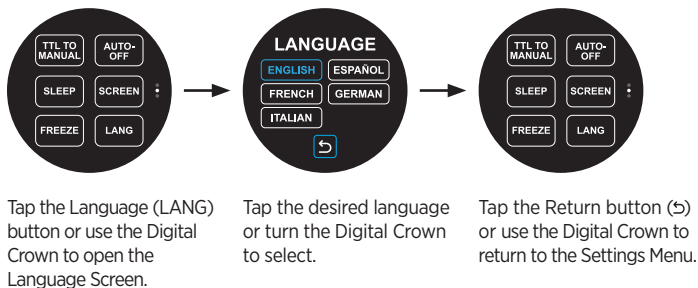 TTL TO
MANUAL
AUTO-
OFF
SLEEP
SCREEN
FREEZE
LANG
LANGUAGE
ENGLISH
ESPAÑOL
FRENCH
GERMAN
ITALIAN
TTL TO
MANUAL
AUTO-
OFF
SLEEP
SCREEN
FREEZE
LANG
Tap the Language (LANG)
button or use the Digital
Crown to open the
Language Screen.
Tap the desired language
or turn the Digital Crown
to select.
Tap the Return button (⮌)
or use the Digital Crown to
return to the Settings Menu.